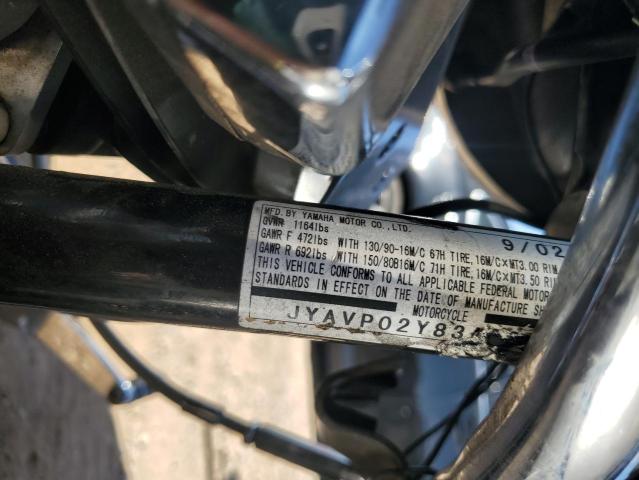 MFD. BY YAMAHA MOTOR CO., LTD. 9/02
GVWR 1164lbs
GAWR F 472lbs WITH 130/90-16M/C 67H TIRE, 16M/C×MT3.00 RIM
GAWR R 692lbs WITH 150/80B16M/C 71H TIRE, 16M/C×MT3.50 RI
THIS VEHICLE CONFORMS TO ALL APPLICABLE FEDERAL MOTOR
STANDARDS IN EFFECT ON THE DATE OF MANUFACTURE SH
MOTORCYCLE
JYAVP02Y83